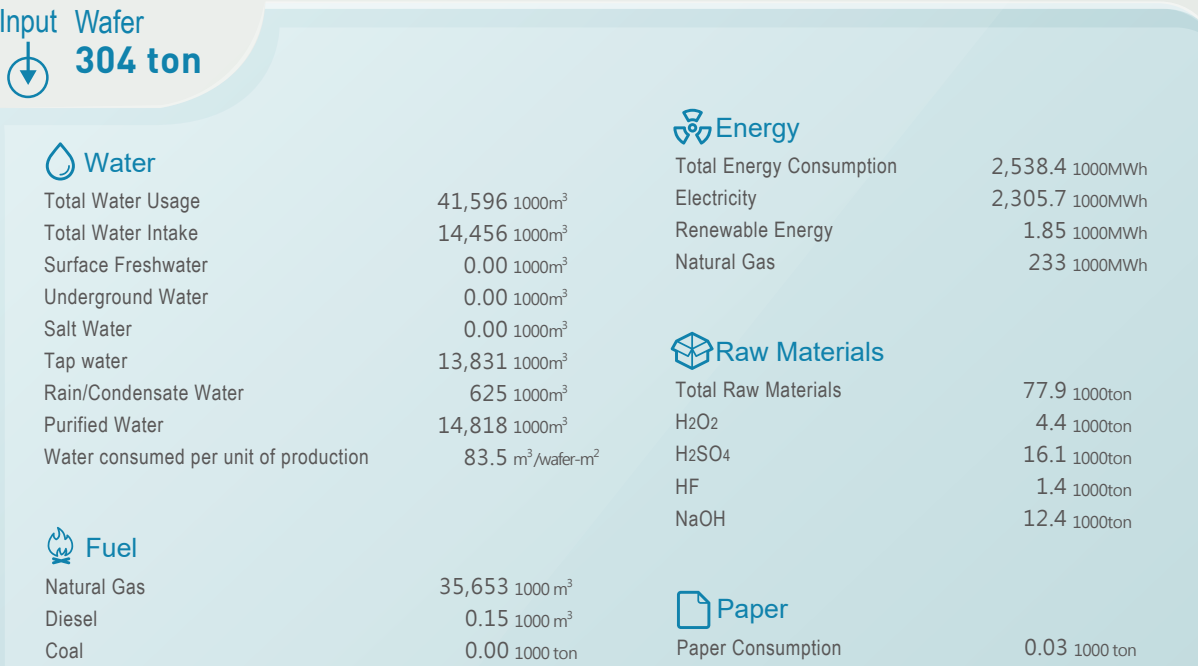 Input Wafer
304 ton
Water
Total Water Usage 41,596 1000m³
Total Water Intake 14,456 1000m³
Surface Freshwater 0.00 1000m³
Underground Water 0.00 1000m³
Salt Water 0.00 1000m³
Tap water 13,831 1000m³
Rain/Condensate Water 625 1000m³
Purified Water 14,818 1000m³
Water consumed per unit of production 83.5 m³/wafer-m²
Fuel
Natural Gas 35,653 1000 m³
Diesel 0.15 1000 m³
Coal 0.00 1000 ton
Energy
Total Energy Consumption 2,538.4 1000MWh
Electricity 2,305.7 1000MWh
Renewable Energy 1.85 1000MWh
Natural Gas 233 1000MWh
Raw Materials
Total Raw Materials 77.9 1000ton
H2O2 4.4 1000ton
H2SO4 16.1 1000ton
HF 1.4 1000ton
NaOH 12.4 1000ton
Paper
Paper Consumption 0.03 1000 ton